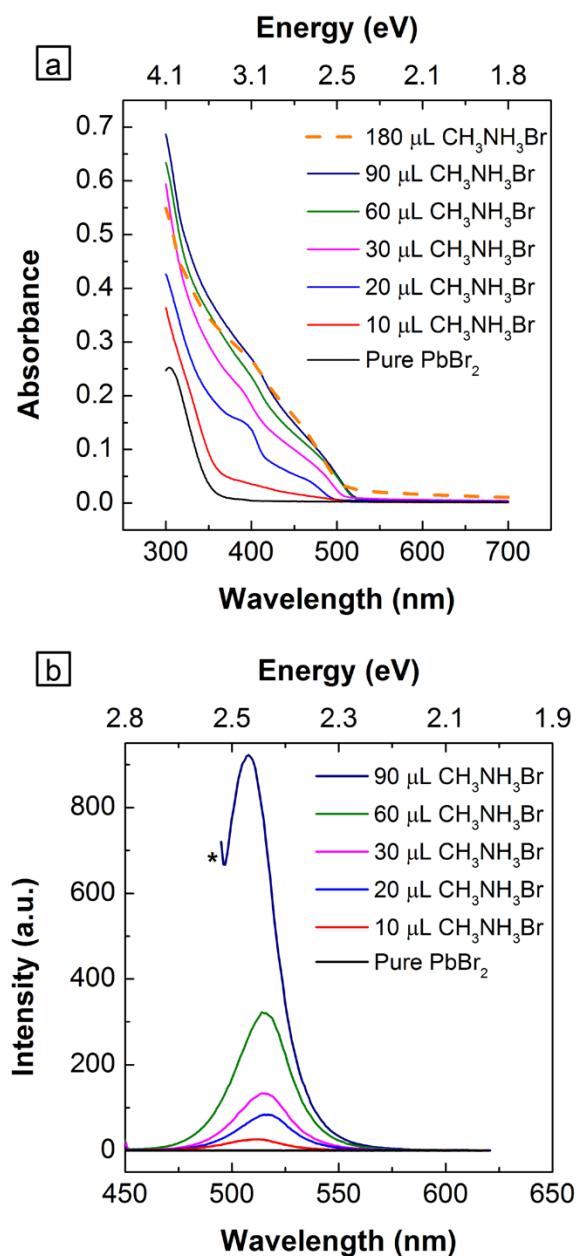 Energy (eV)
a
4.1 3.1 2.5 2.1 1.8
0.7
0.6
0.5
0.4
0.3
0.2
0.1
0.0
Absorbance
180 μL CH₃NH₃Br
90 μL CH₃NH₃Br
60 μL CH₃NH₃Br
30 μL CH₃NH₃Br
20 μL CH₃NH₃Br
10 μL CH₃NH₃Br
Pure PbBr₂
300 400 500 600 700
Wavelength (nm)
b
Energy (eV)
2.8 2.5 2.3 2.1 1.9
800
600
400
200
0
Intensity (a.u.)
*
90 μL CH₃NH₃Br
60 μL CH₃NH₃Br
30 μL CH₃NH₃Br
20 μL CH₃NH₃Br
10 μL CH₃NH₃Br
Pure PbBr₂
450 500 550 600 650
Wavelength (nm)